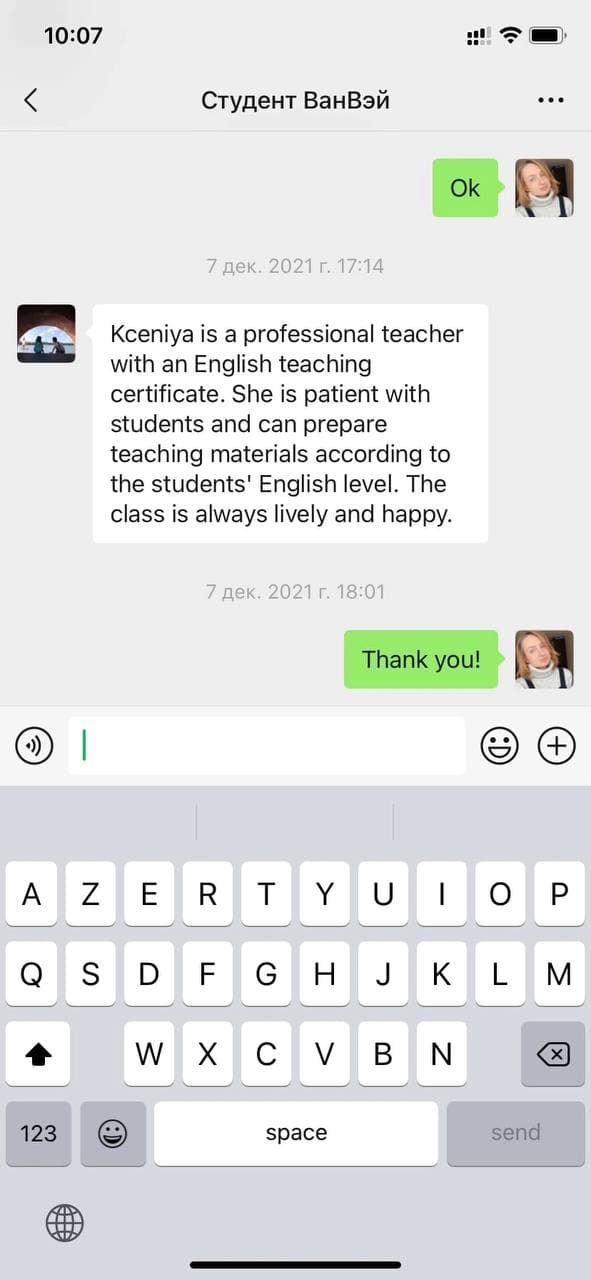 10:07
Студент ВанВэй
Ok
7 дек. 2021 г. 17:14
Kceniya is a professional teacher
with an English teaching
certificate. She is patient with
students and can prepare
teaching materials according to
the students' English level. The
class is always lively and happy.
7 дек. 2021 г. 18:01
Thank you!
A Z E R T Y U I O P
Q S D F G H J K L M
W X C V B N
123 space send